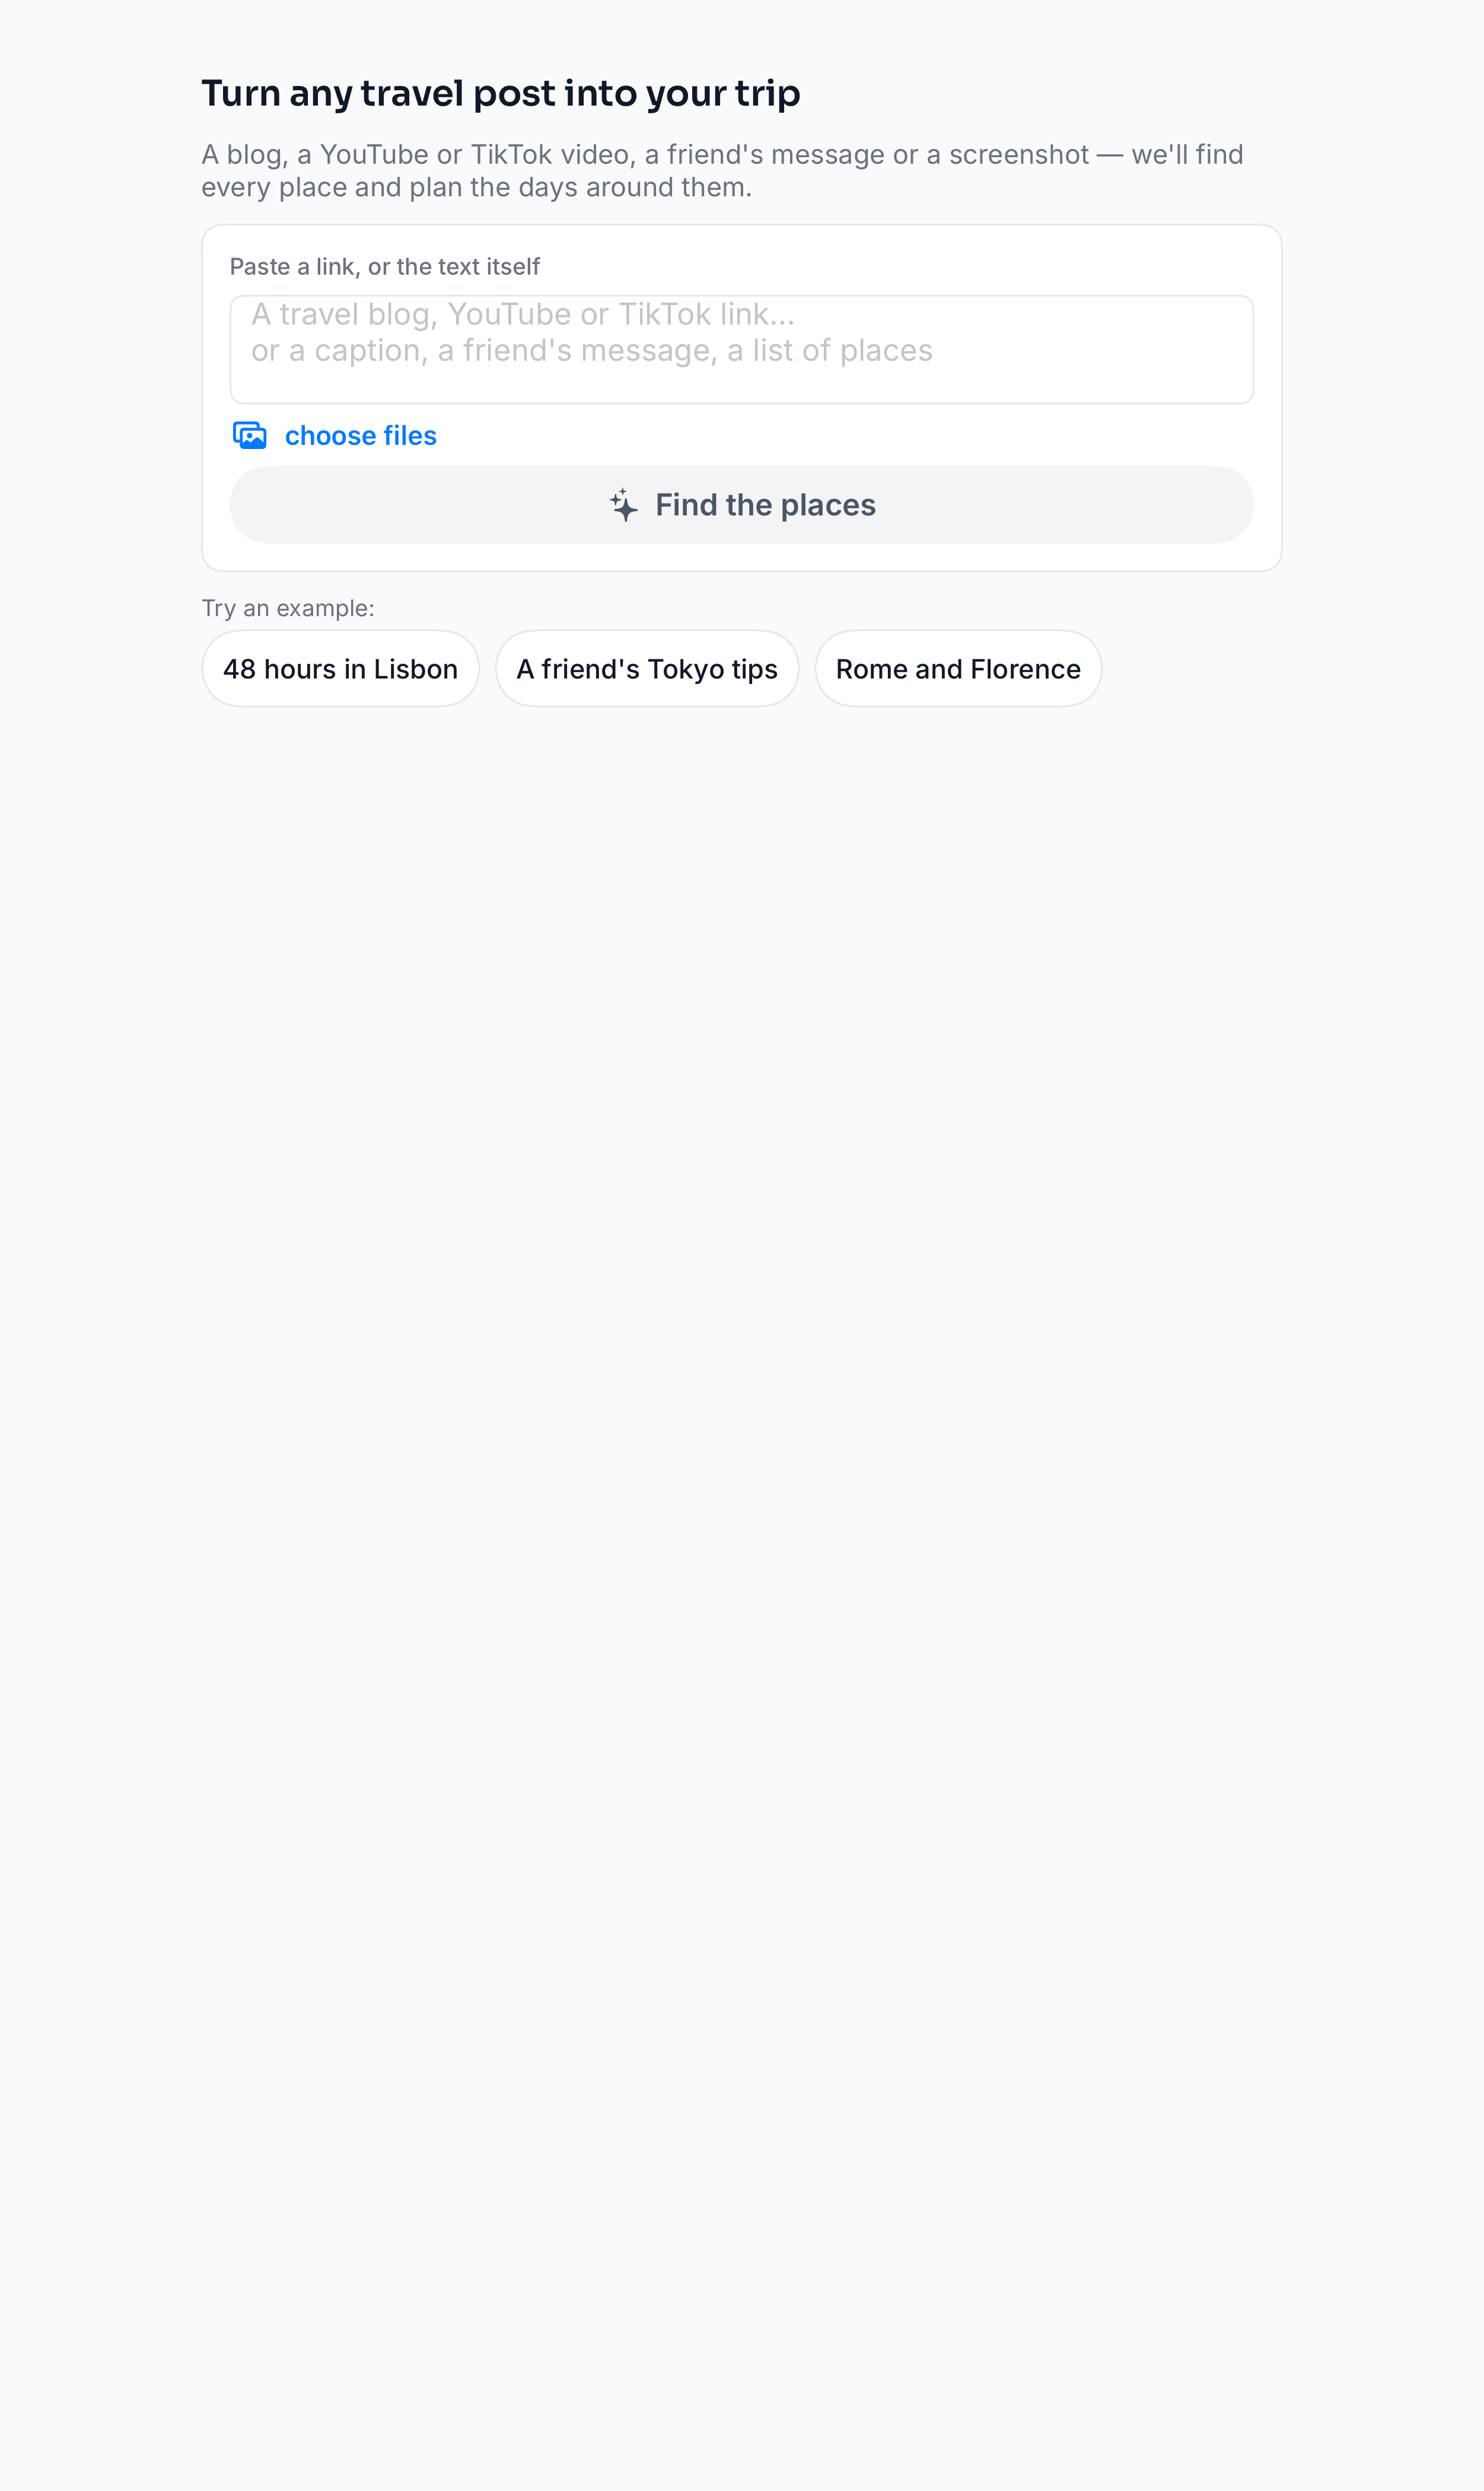 Turn any travel post into your trip
A blog, a YouTube or TikTok video, a friend's message or a screenshot — we'll find
every place and plan the days around them.
Paste a link, or the text itself
A travel blog, YouTube or TikTok link...
or a caption, a friend's message, a list of places
choose files
Find the places
Try an example:
48 hours in Lisbon
A friend's Tokyo tips
Rome and Florence